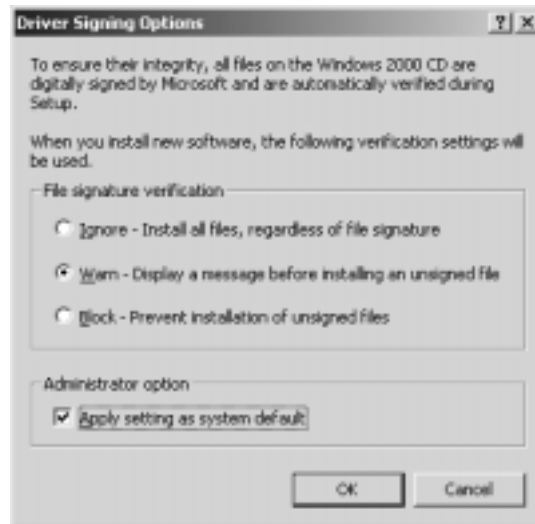 Driver Signing Options
To ensure their integrity, all files on the Windows 2000 CD are
digitally signed by Microsoft and are automatically verified during
Setup.
When you install new software, the following verification settings will
be used.
File signature verification
Ignore - Install all files, regardless of file signature
Warn - Display a message before installing an unsigned file
Block - Prevent installation of unsigned files
Administrator option
Apply setting as system default
OK Cancel